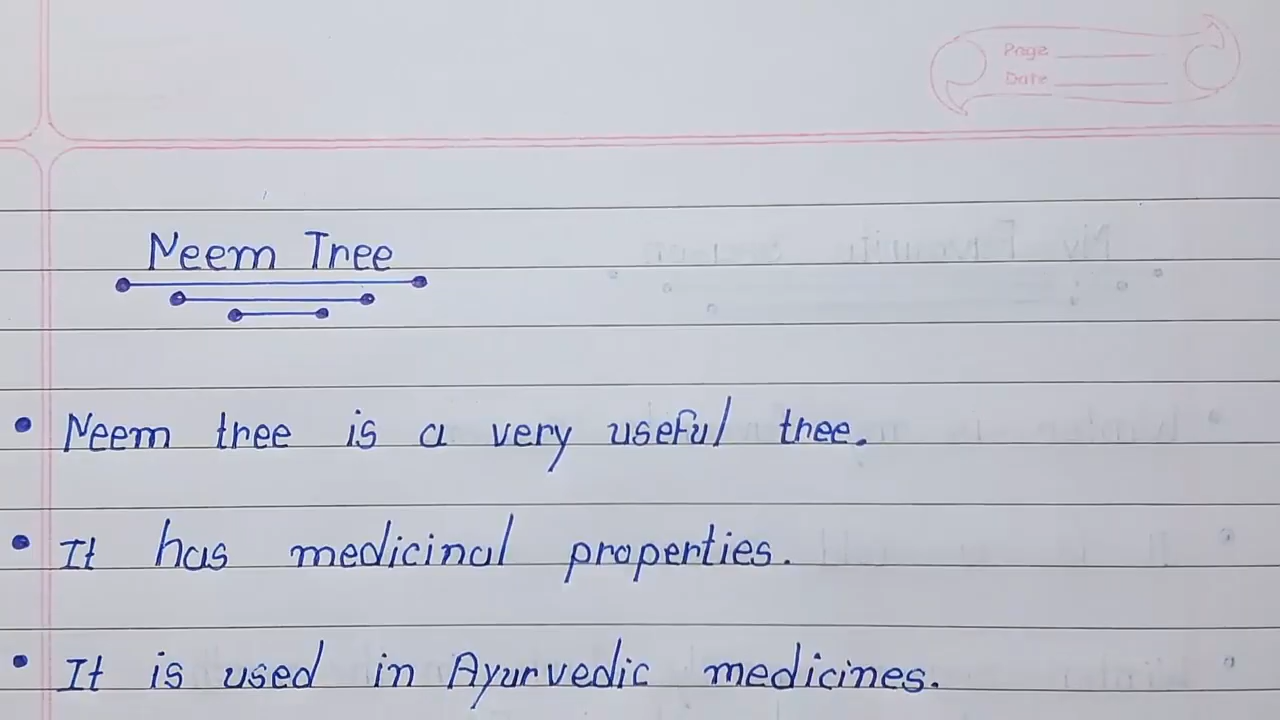 Page
Date
Neem Tree
• Neem tree is a very useful tree.
• It has medicinal properties.
• It is used in Ayurvedic medicines.